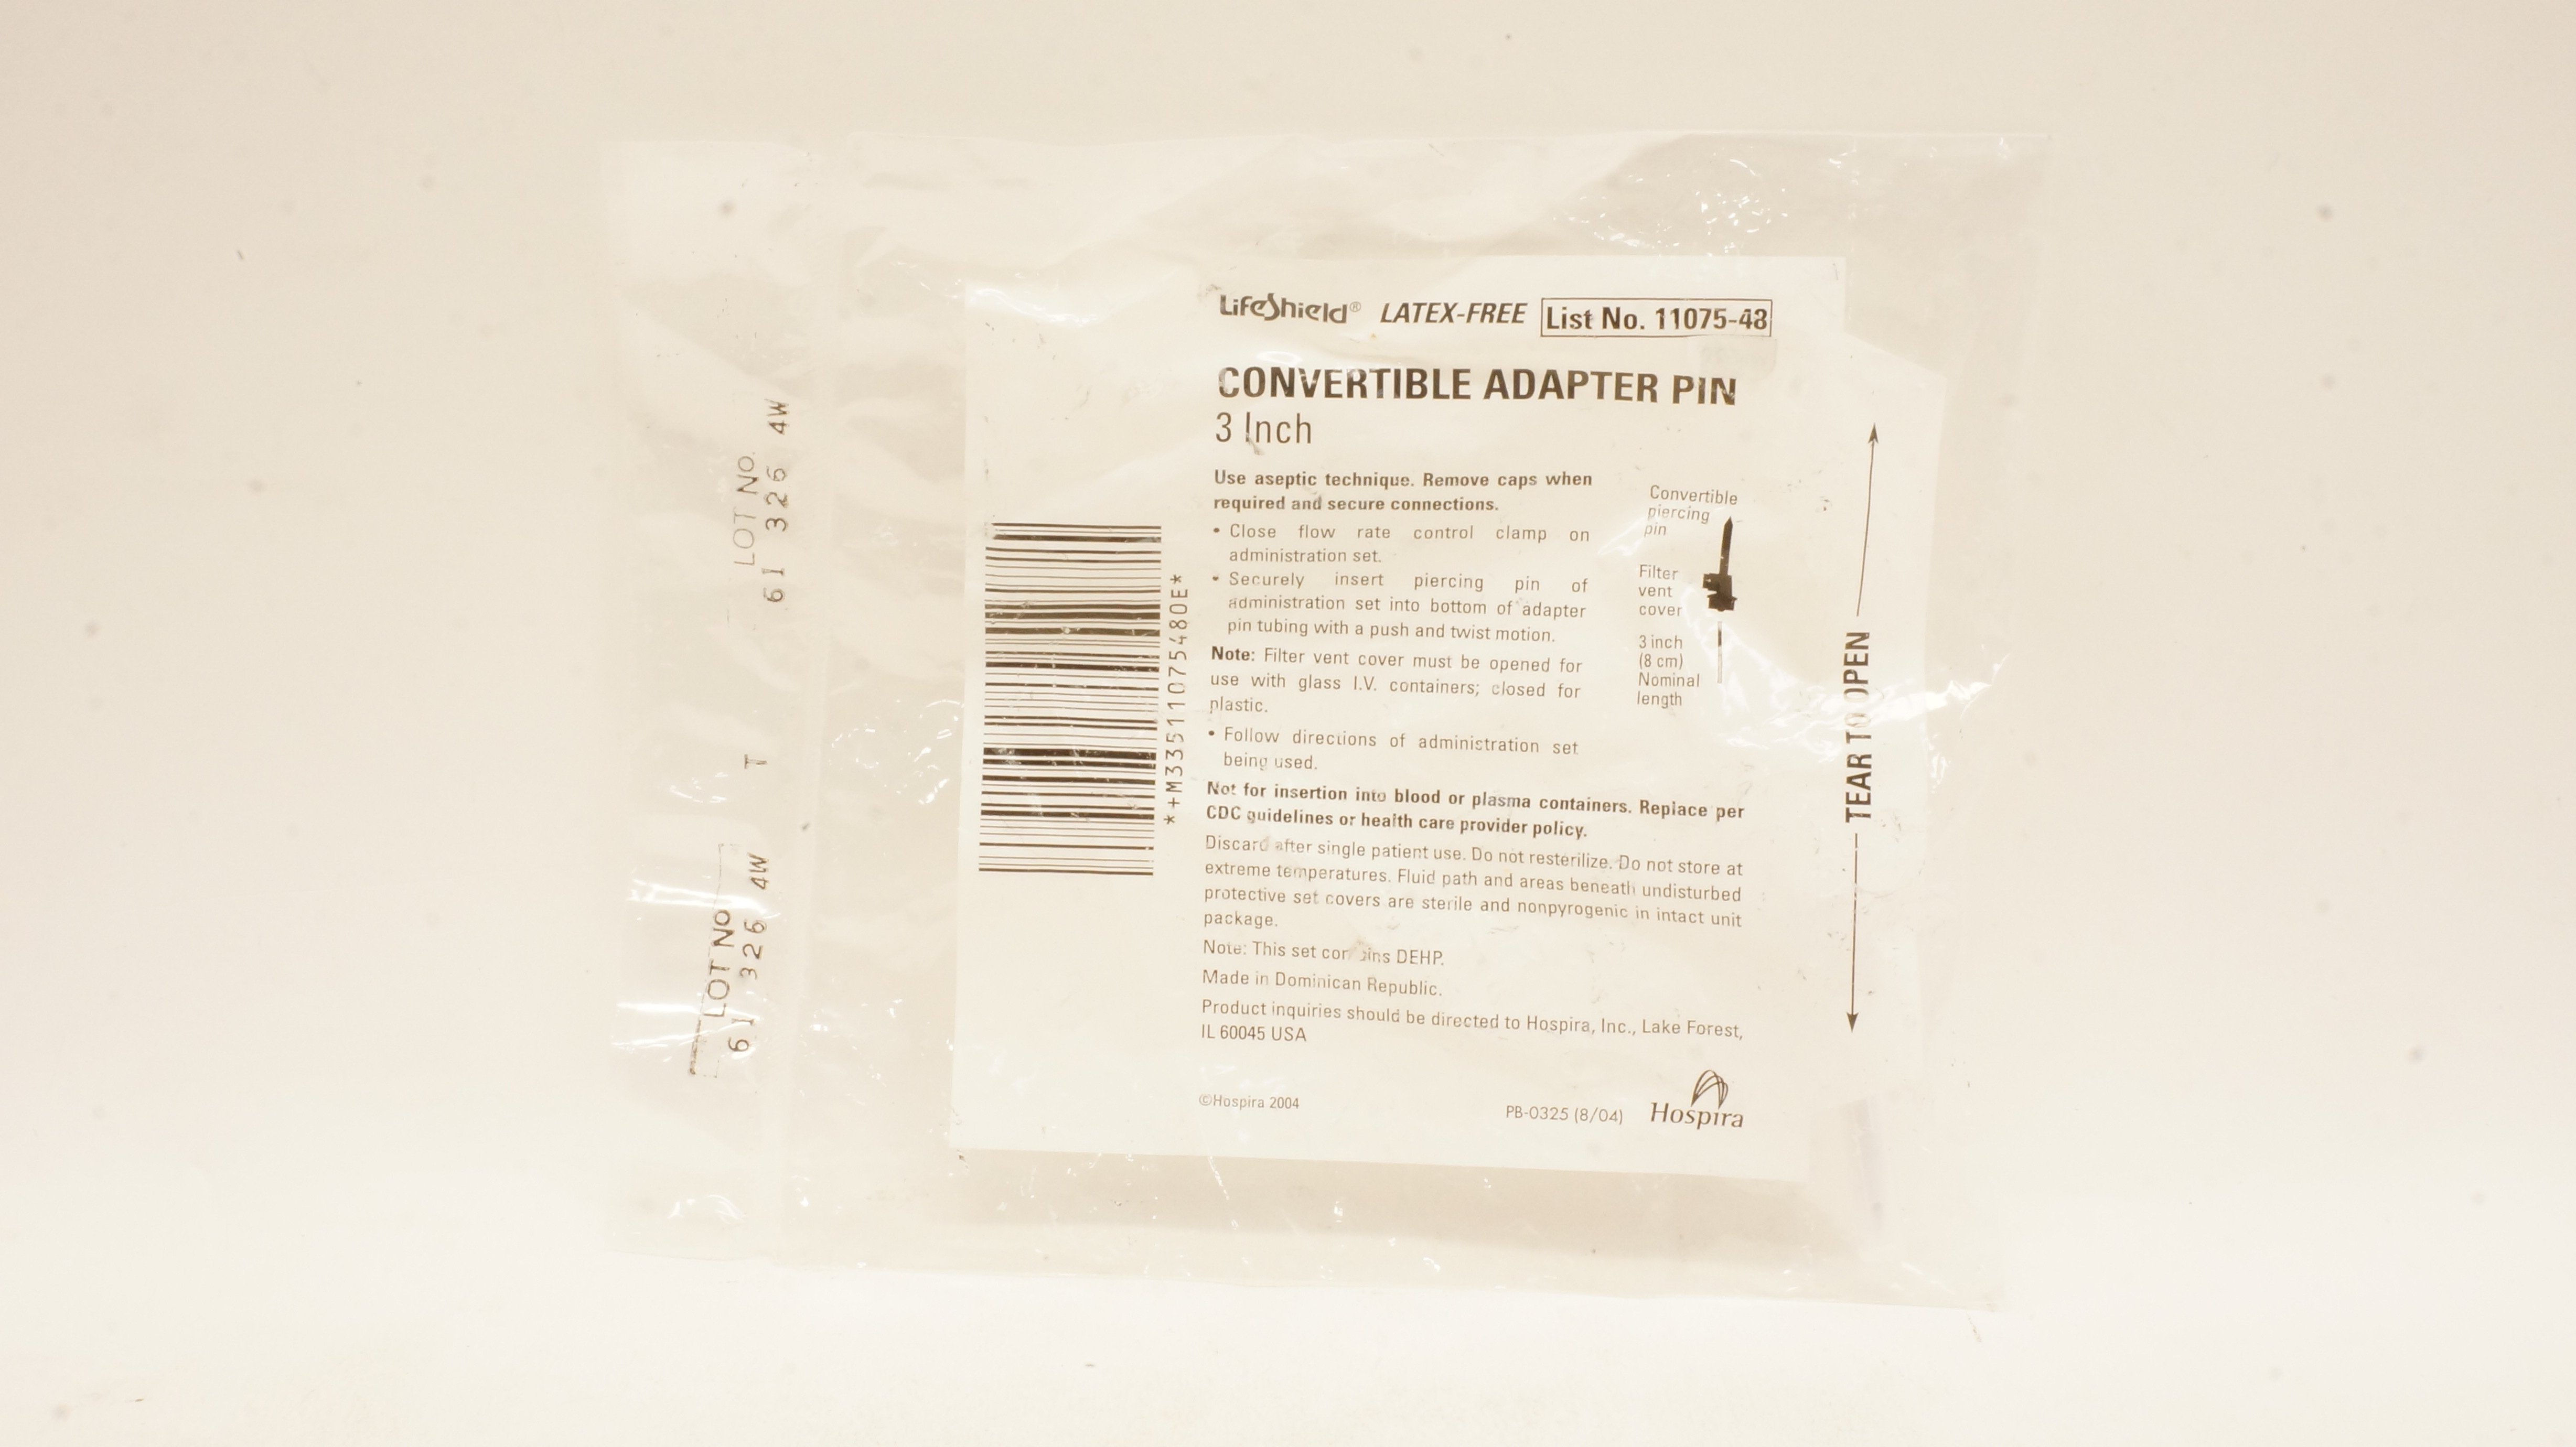 LifeShield® LATEX-FREE List No. 11075-48
CONVERTIBLE ADAPTER PIN
3 Inch
Use aseptic technique. Remove caps when
required and secure connections.
• Close flow rate control clamp on
administration set.
• Securely insert piercing pin of
administration set into bottom of adapter
pin tubing with a push and twist motion.
Note: Filter vent cover must be opened for
use with glass I.V. containers; closed for
plastic.
• Follow directions of administration set
being used.
Not for insertion into blood or plasma containers. Replace per
CDC guidelines or health care provider policy.
Discard after single patient use. Do not resterilize. Do not store at
extreme temperatures. Fluid path and areas beneath undisturbed
protective set covers are sterile and nonpyrogenic in intact unit
package.
Note: This set contains DEHP.
Made in Dominican Republic.
Product inquiries should be directed to Hospira, Inc., Lake Forest,
IL 60045 USA
©Hospira 2004
PB-0325 (8/04)
Hospira
Convertible
piercing
pin
Filter
vent
cover
3 inch
(8 cm)
Nominal
length
TEAR TO OPEN
*+M33511075480E*
LOT NO.
61 326 4W
T
LOT NO.
61 326 4W